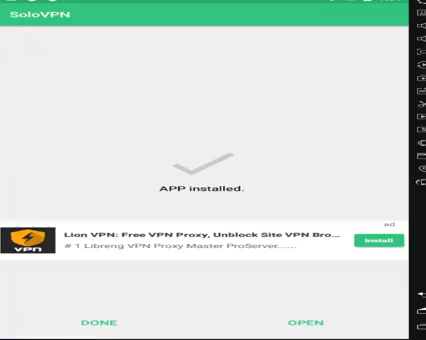 SoloVPN
APP installed.
ad
Lion VPN: Free VPN Proxy, Unblock Site VPN Bro...
Install
# 1 Libreng VPN Proxy Master ProServer......
VPN
DONE
OPEN